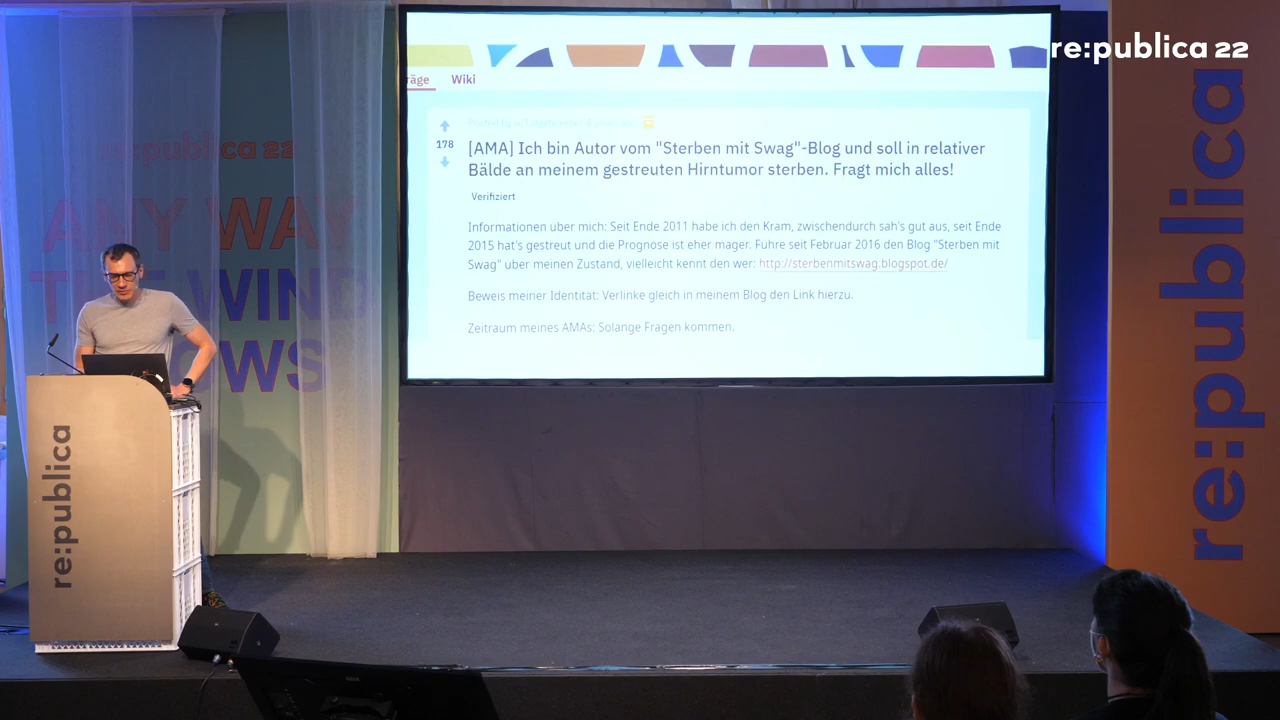 re:publica 22
räge Wiki
178
[AMA] Ich bin Autor vom "Sterben mit Swag"-Blog und soll in relativer
Bälde an meinem gestreuten Hirntumor sterben. Fragt mich alles!
Verifiziert
Informationen über mich: Seit Ende 2011 habe ich den Kram, zwischendurch sah's gut aus, seit Ende
2015 hat's gestreut und die Prognose ist eher mager. Führe seit Februar 2016 den Blog "Sterben mit
Swag" über meinen Zustand, vielleicht kennt den wer: http://sterbenmitswag.blogspot.de/
Beweis meiner Identität: Verlinke gleich in meinem Blog den Link hierzu.
Zeitraum meines AMAs: Solange Fragen kommen.
re:publica 22
ANY WAY
WIND
OWS
re:publica
re:publica